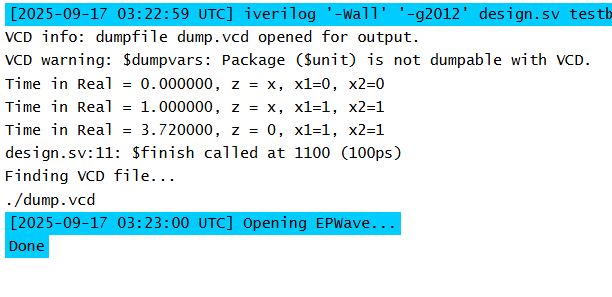 [2025-09-17 03:22:59 UTC] iverilog '-Wall' '-g2012' design.sv testb
VCD info: dumpfile dump.vcd opened for output.
VCD warning: $dumpvars: Package ($unit) is not dumpable with VCD.
Time in Real = 0.000000, z = x, x1=0, x2=0
Time in Real = 1.000000, z = x, x1=1, x2=1
Time in Real = 3.720000, z = 0, x1=1, x2=1
design.sv:11: $finish called at 1100 (100ps)
Finding VCD file...
./dump.vcd
[2025-09-17 03:23:00 UTC] Opening EPWave...
Done